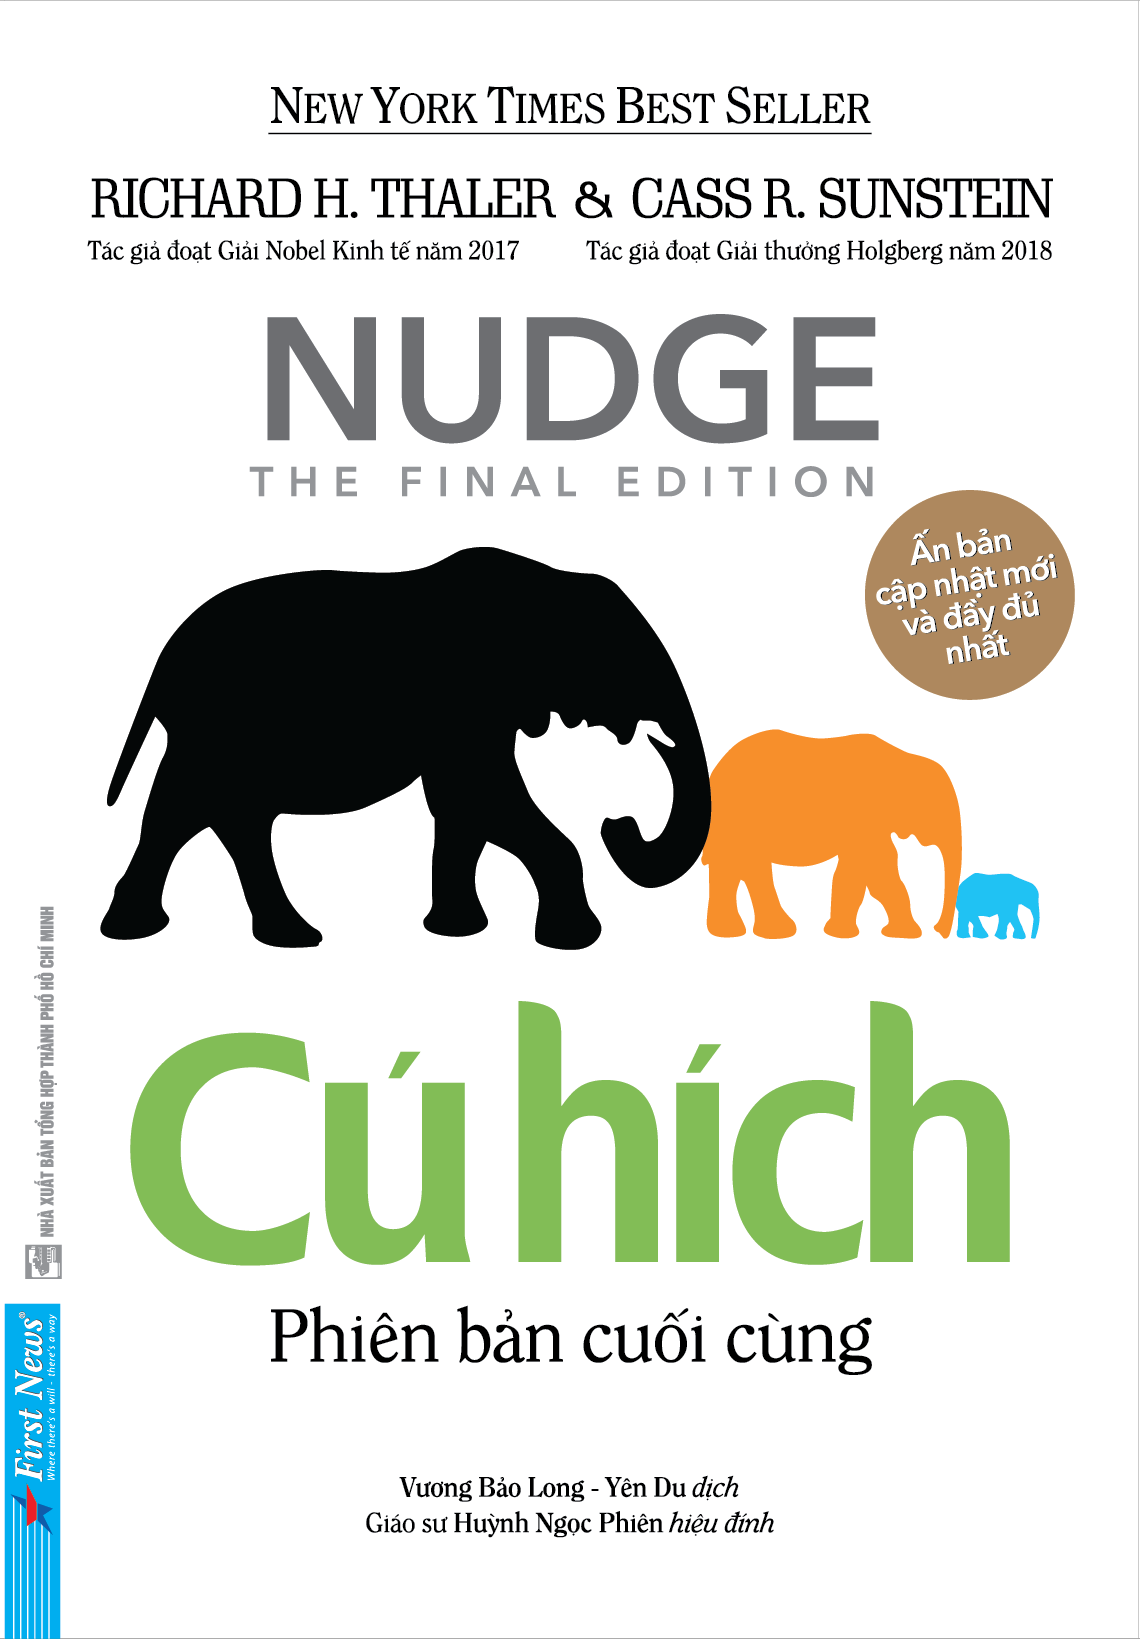 NEW YORK TIMES BEST SELLER
RICHARD H. THALER & CASS R. SUNSTEIN
Tác giả đoạt Giải Nobel Kinh tế năm 2017
Tác giả đoạt Giải thưởng Holgberg năm 2018
NUDGE
THE FINAL EDITION
Ấn bản
cập nhật mới
và đầy đủ
nhất
Cú hích
Phiên bản cuối cùng
Vương Bảo Long - Yên Du dịch
Giáo sư Huỳnh Ngọc Phiên hiệu đính
NHÀ XUẤT BẢN TỔNG HỢP THÀNH PHỐ HỒ CHÍ MINH
First News®
Where there's a will - there's a way